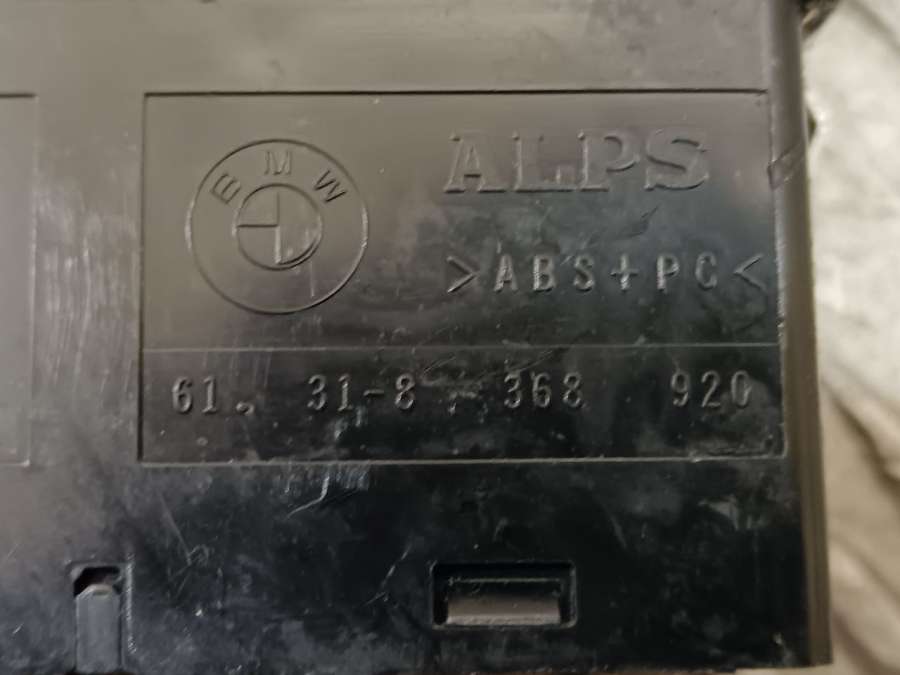 BMW
ALPS
>ABS+PC<
61. 31-8 368 920